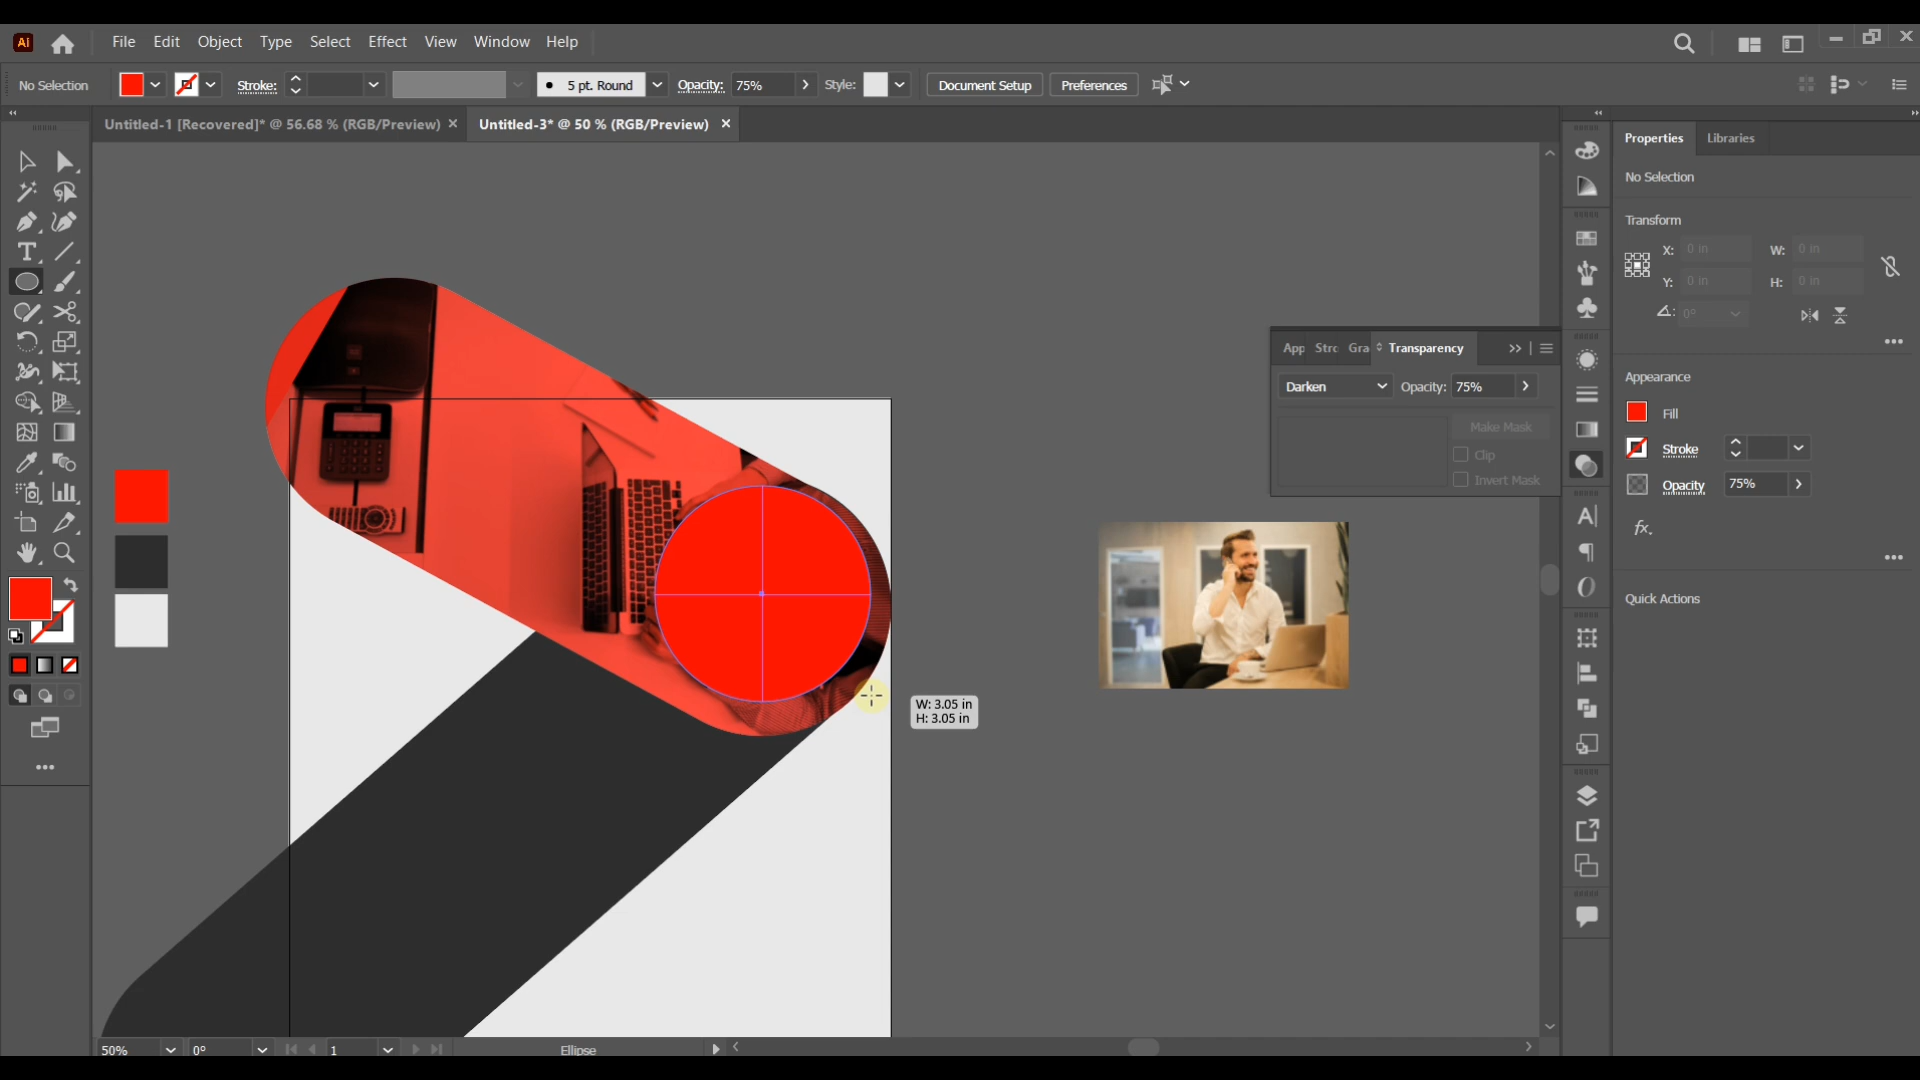 Ai File Edit Object Type Select Effect View Window Help
No Selection Stroke: 5 pt. Round Opacity: 75% Style: Document Setup Preferences
Untitled-1 [Recovered]* @ 56.68 % (RGB/Preview) × Untitled-3* @ 50 % (RGB/Preview) ×
Properties Libraries
No Selection
Transform
X: 0 in W: 0 in
Y: 0 in H: 0 in
0°
Appearance
Fill
Stroke
Opacity 75%
fx.
Quick Actions
App Stro Gra Transparency
Darken Opacity: 75%
Make Mask
Clip
Invert Mask
W: 3.05 in
H: 3.05 in
50% 0° 1 Ellipse